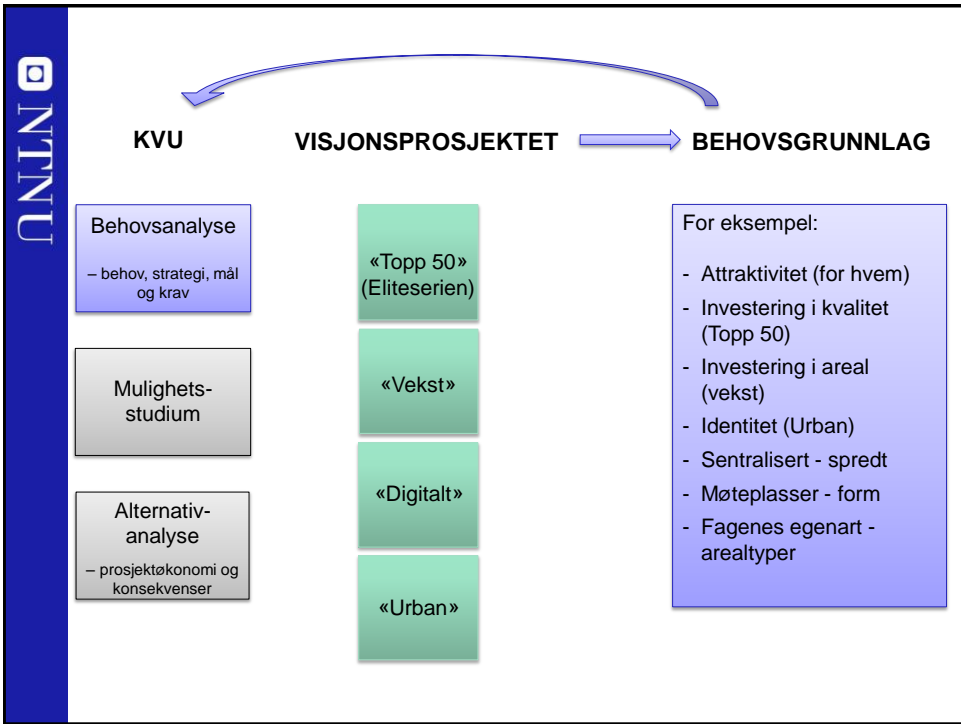 NTNU
KVU
VISJONSPROSJEKTET
BEHOVSGRUNNLAG
Behovsanalyse
– behov, strategi, mål
og krav
Mulighets-
studium
Alternativ-
analyse
– prosjektøkonomi og
konsekvenser
«Topp 50»
(Eliteserien)
«Vekst»
«Digitalt»
«Urban»
For eksempel:
- Attraktivitet (for hvem)
- Investering i kvalitet
(Topp 50)
- Investering i areal
(vekst)
- Identitet (Urban)
- Sentralisert - spredt
- Møteplasser - form
- Fagenes egenart -
arealtyper